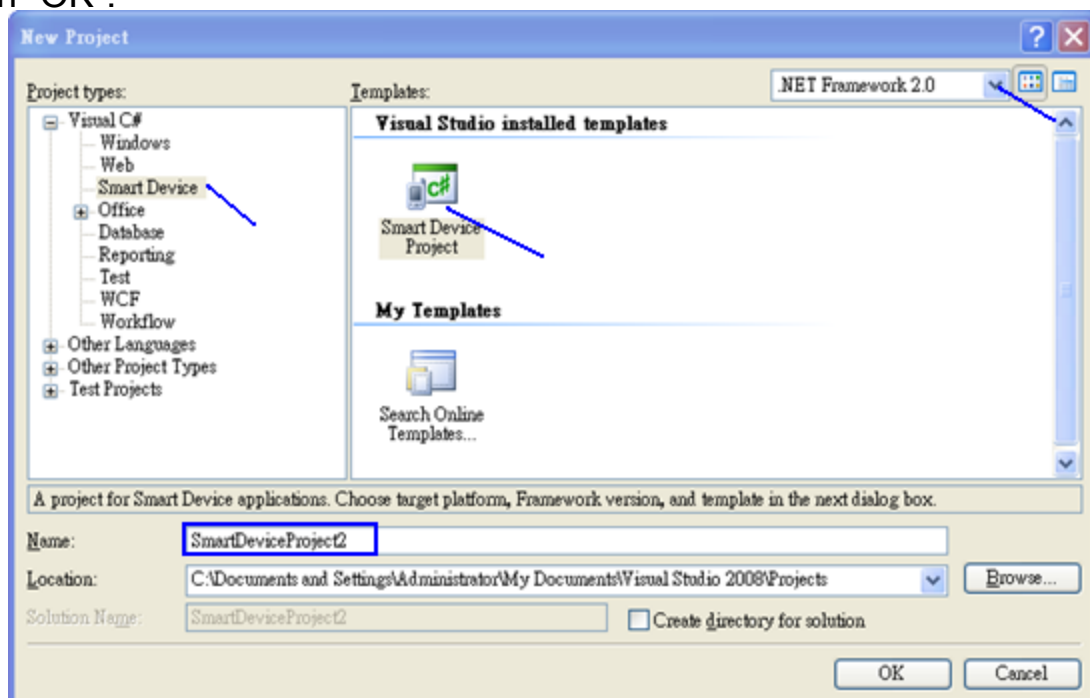 "OK".
New Project
Project types:
Templates:
.NET Framework 2.0
Visual C#
Windows
Web
Smart Device
Office
Database
Reporting
Test
WCF
Workflow
Other Languages
Other Project Types
Test Projects
Visual Studio installed templates
C#
Smart Device
Project
My Templates
Search Online
Templates...
A project for Smart Device applications. Choose target platform, Framework version, and template in the next dialog box.
Name:
SmartDeviceProject2
Location:
C:\Documents and Settings\Administrator\My Documents\Visual Studio 2008\Projects
Browse...
Solution Name:
SmartDeviceProject2
Create directory for solution
OK
Cancel